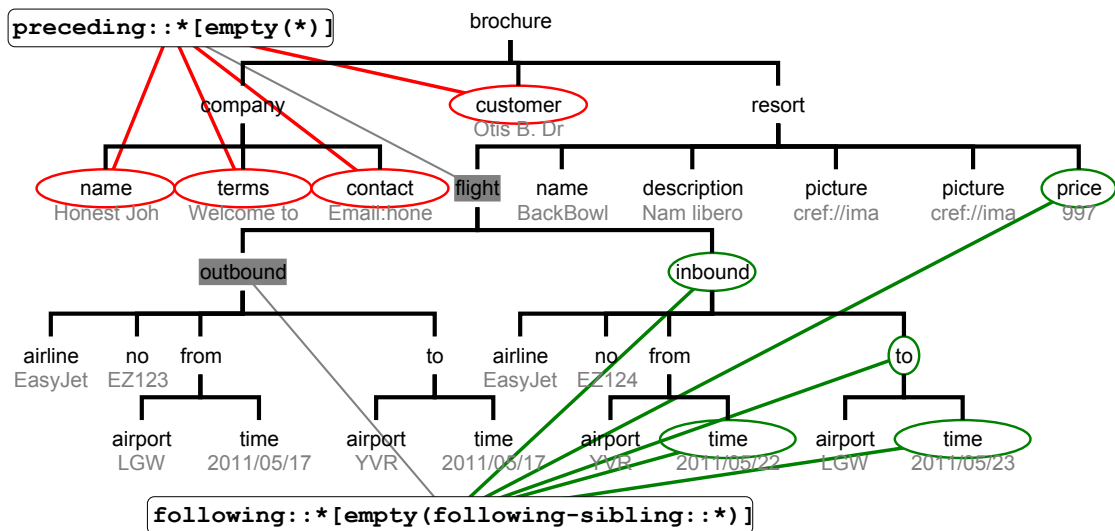 preceding::*[empty(*)]
brochure
company customer resort
Otis B. Dr
name terms contact flight name description picture picture price
Honest Joh Welcome to Email:hone BackBowl Nam libero cref://ima cref://ima 997
outbound inbound
airline no from to airline no from to
EasyJet EZ123 EasyJet EZ124
airport time airport time airport time airport time
LGW 2011/05/17 YVR 2011/05/17 YVR 2011/05/22 LGW 2011/05/23
following::*[empty(following-sibling::*)]